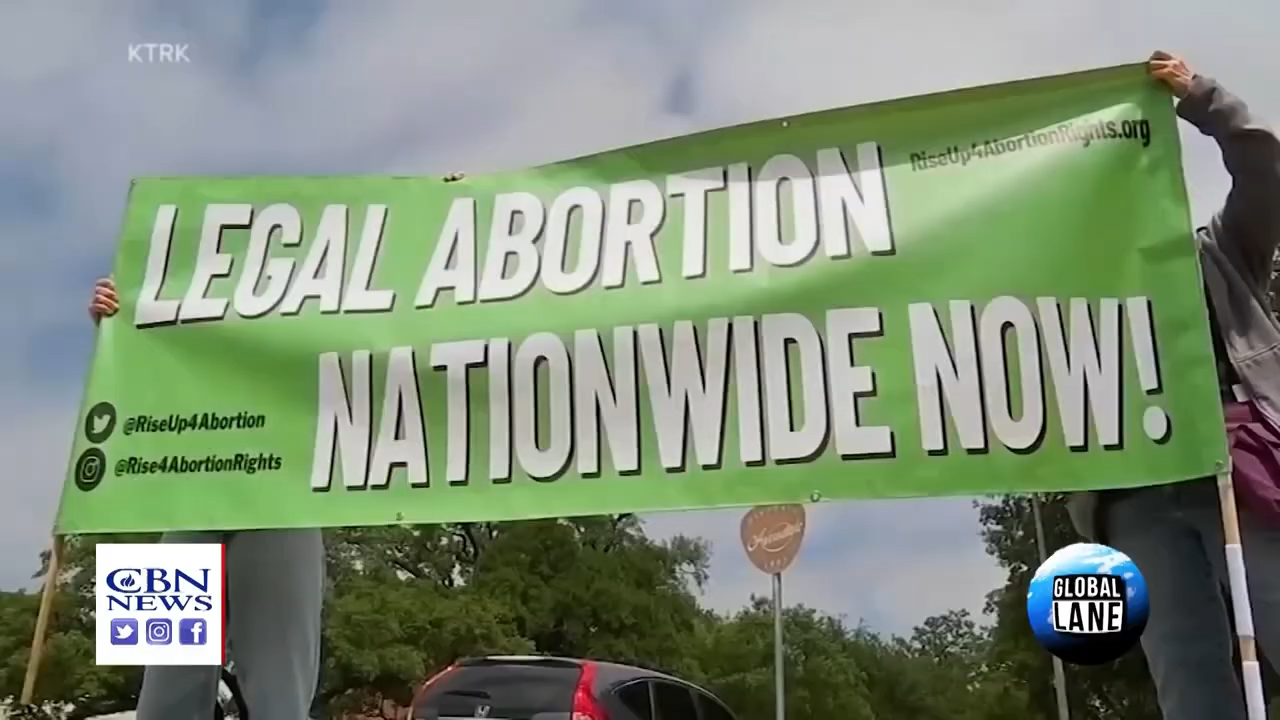 KTRK
RiseUp4AbortionRights.org
LEGAL ABORTION
NATIONWIDE NOW!
@RiseUp4Abortion
@Rise4AbortionRights
CBN
NEWS
GLOBAL
LANE